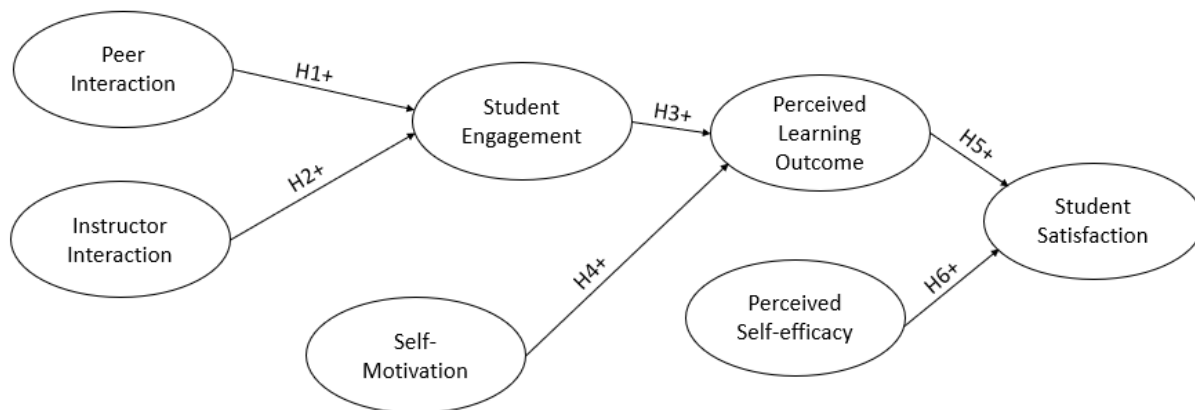 Peer
Interaction
H1+
Student
Engagement
H3+
Perceived
Learning
Outcome
H5+
H2+
Instructor
Interaction
Student
Satisfaction
H4+
H6+
Perceived
Self-efficacy
Self-
Motivation